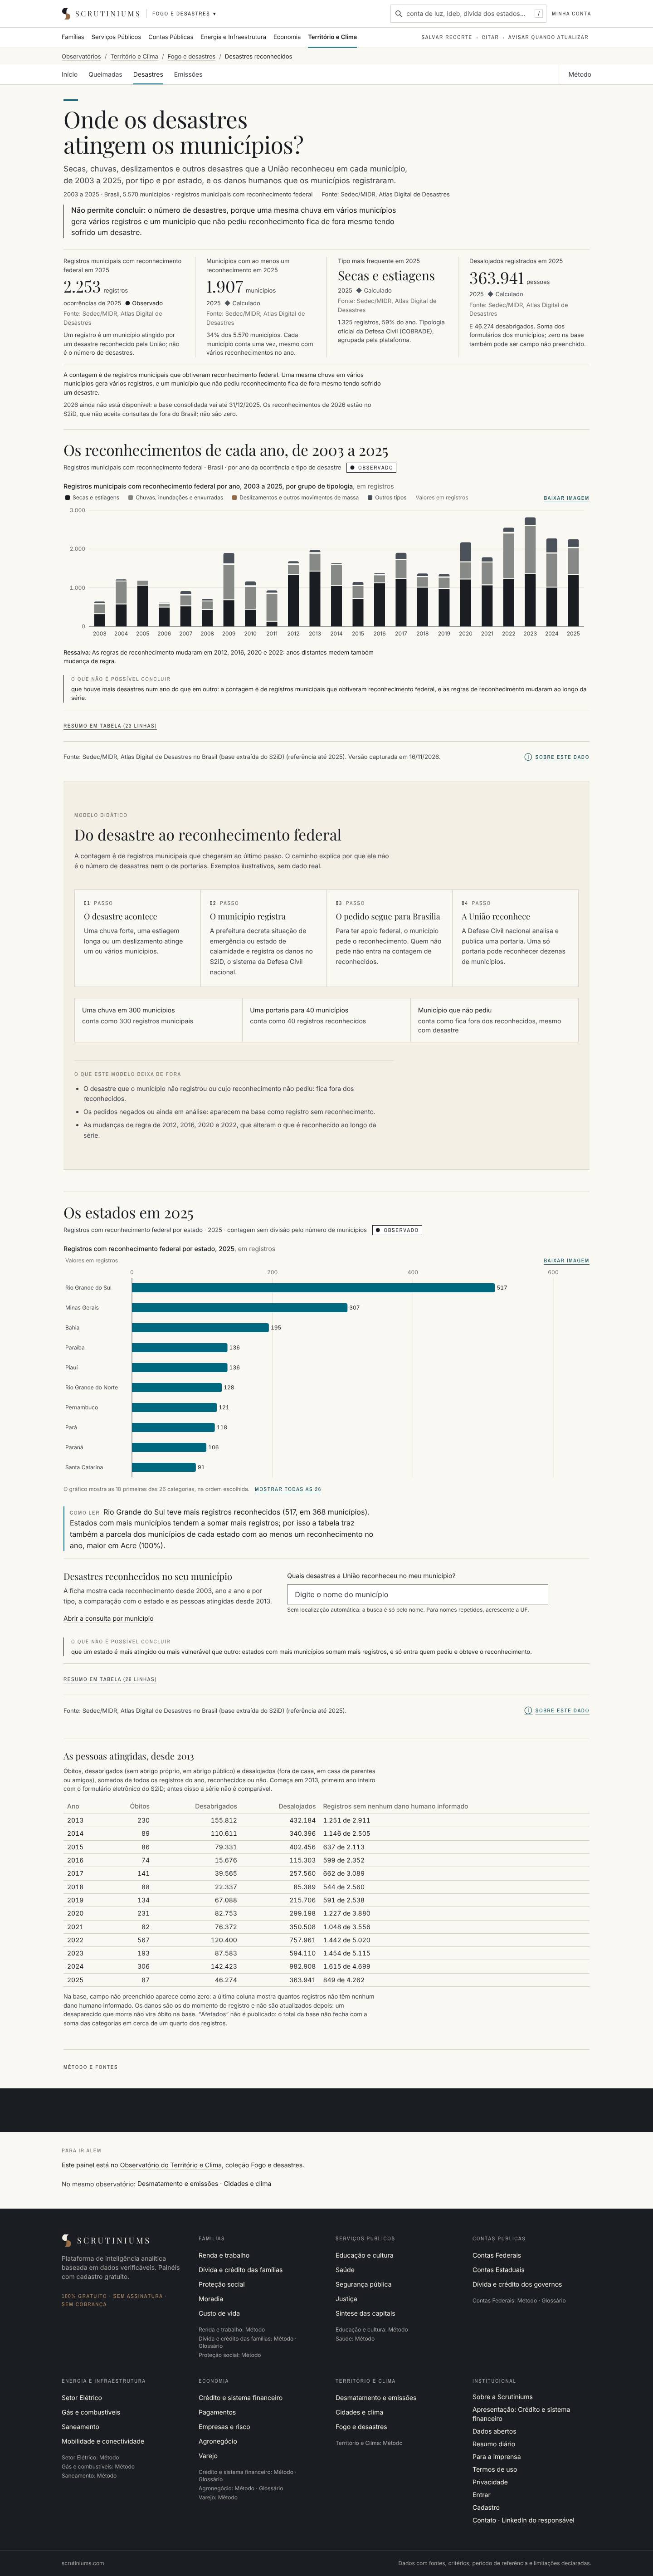 SCRUTINIUMS
FOGO E DESASTRES ▾
conta de luz, Ideb, dívida dos estados...
/
MINHA CONTA
Famílias Serviços Públicos Contas Públicas Energia e Infraestrutura Economia Território e Clima
SALVAR RECORTE • CITAR • AVISAR QUANDO ATUALIZAR
Observatórios / Território e Clima / Fogo e desastres / Desastres reconhecidos
Início Queimadas Desastres Emissões
Método
Onde os desastres
atingem os municípios?
Secas, chuvas, deslizamentos e outros desastres que a União reconheceu em cada município,
de 2003 a 2025, por tipo e por estado, e os danos humanos que os municípios registraram.
2003 a 2025 · Brasil, 5.570 municípios · registros municipais com reconhecimento federal Fonte: Sedec/MIDR, Atlas Digital de Desastres
Não permite concluir: o número de desastres, porque uma mesma chuva em vários municípios
gera vários registros e um município que não pediu reconhecimento fica de fora mesmo tendo
sofrido um desastre.
Registros municipais com reconhecimento
federal em 2025
2.253 registros
ocorrências de 2025 ● Observado
Fonte: Sedec/MIDR, Atlas Digital de
Desastres
Um registro é um município atingido por
um desastre reconhecido pela União; não
é o número de desastres.
Municípios com ao menos um
reconhecimento em 2025
1.907 municípios
2025 ◆ Calculado
Fonte: Sedec/MIDR, Atlas Digital de
Desastres
34% dos 5.570 municípios. Cada
município conta uma vez, mesmo com
vários reconhecimentos no ano.
Tipo mais frequente em 2025
Secas e estiagens
2025 ◆ Calculado
Fonte: Sedec/MIDR, Atlas Digital de
Desastres
1.325 registros, 59% do ano. Tipologia
oficial da Defesa Civil (COBRADE),
agrupada pela plataforma.
Desalojados registrados em 2025
363.941 pessoas
2025 ◆ Calculado
Fonte: Sedec/MIDR, Atlas Digital de
Desastres
E 46.274 desabrigados. Soma dos
formulários dos municípios; zero na base
também pode ser campo não preenchido.
A contagem é de registros municipais que obtiveram reconhecimento federal. Uma mesma chuva em vários
municípios gera vários registros, e um município que não pediu reconhecimento fica de fora mesmo tendo sofrido
um desastre.
2026 ainda não está disponível: a base consolidada vai até 31/12/2025. Os reconhecimentos de 2026 estão no
S2iD, que não aceita consultas de fora do Brasil; não são zero.
Os reconhecimentos de cada ano, de 2003 a 2025
Registros municipais com reconhecimento federal · Brasil · por ano da ocorrência e tipo de desastre ● OBSERVADO
Registros municipais com reconhecimento federal por ano, 2003 a 2025, por grupo de tipologia, em registros
Secas e estiagens Chuvas, inundações e enxurradas Deslizamentos e outros movimentos de massa Outros tipos Valores em registros
BAIXAR IMAGEM
3.000
2.000
1.000
0
2003 2004 2005 2006 2007 2008 2009 2010 2011 2012 2013 2014 2015 2016 2017 2018 2019 2020 2021 2022 2023 2024 2025
Ressalva: As regras de reconhecimento mudaram em 2012, 2016, 2020 e 2022: anos distantes medem também
mudança de regra.
O QUE NÃO É POSSÍVEL CONCLUIR
que houve mais desastres num ano do que em outro: a contagem é de registros municipais que obtiveram reconhecimento federal, e as regras de reconhecimento mudaram ao longo da
série.
RESUMO EM TABELA (23 LINHAS)
Fonte: Sedec/MIDR, Atlas Digital de Desastres no Brasil (base extraída do S2iD) (referência até 2025). Versão capturada em 16/11/2026.
SOBRE ESTE DADO
MODELO DIDÁTICO
Do desastre ao reconhecimento federal
A contagem é de registros municipais que chegaram ao último passo. O caminho explica por que ela não
é o número de desastres nem o de portarias. Exemplos ilustrativos, sem dado real.
01 PASSO
O desastre acontece
Uma chuva forte, uma estiagem
longa ou um deslizamento atinge
um ou vários municípios.
02 PASSO
O município registra
A prefeitura decreta situação de
emergência ou estado de
calamidade e registra os danos no
S2iD, o sistema da Defesa Civil
nacional.
03 PASSO
O pedido segue para Brasília
Para ter apoio federal, o município
pede o reconhecimento. Quem não
pede não entra na contagem de
reconhecidos.
04 PASSO
A União reconhece
A Defesa Civil nacional analisa e
publica uma portaria. Uma só
portaria pode reconhecer dezenas
de municípios.
Uma chuva em 300 municípios
conta como 300 registros municipais
Uma portaria para 40 municípios
conta como 40 registros reconhecidos
Município que não pediu
conta como fica fora dos reconhecidos, mesmo
com desastre
O QUE ESTE MODELO DEIXA DE FORA
• O desastre que o município não registrou ou cujo reconhecimento não pediu: fica fora dos
reconhecidos.
• Os pedidos negados ou ainda em análise: aparecem na base como registro sem reconhecimento.
• As mudanças de regra de 2012, 2016, 2020 e 2022, que alteram o que é reconhecido ao longo da
série.
Os estados em 2025
Registros com reconhecimento federal por estado · 2025 · contagem sem divisão pelo número de municípios ● OBSERVADO
Registros com reconhecimento federal por estado, 2025, em registros
Valores em registros
BAIXAR IMAGEM
0 200 400 600
Rio Grande do Sul 517
Minas Gerais 307
Bahia 195
Paraíba 136
Piauí 136
Rio Grande do Norte 128
Pernambuco 121
Pará 118
Paraná 106
Santa Catarina 91
O gráfico mostra as 10 primeiras das 26 categorias, na ordem escolhida. MOSTRAR TODAS AS 26
COMO LER Rio Grande do Sul teve mais registros reconhecidos (517, em 368 municípios).
Estados com mais municípios tendem a somar mais registros; por isso a tabela traz
também a parcela dos municípios de cada estado com ao menos um reconhecimento no
ano, maior em Acre (100%).
Desastres reconhecidos no seu município
A ficha mostra cada reconhecimento desde 2003, ano a ano e por
tipo, a comparação com o estado e as pessoas atingidas desde 2013.
Abrir a consulta por município
Quais desastres a União reconheceu no meu município?
Digite o nome do município
Sem localização automática: a busca é só pelo nome. Para nomes repetidos, acrescente a UF.
O QUE NÃO É POSSÍVEL CONCLUIR
que um estado é mais atingido ou mais vulnerável que outro: estados com mais municípios somam mais registros, e só entra quem pediu e obteve o reconhecimento.
RESUMO EM TABELA (26 LINHAS)
Fonte: Sedec/MIDR, Atlas Digital de Desastres no Brasil (base extraída do S2iD) (referência até 2025).
SOBRE ESTE DADO
As pessoas atingidas, desde 2013
Óbitos, desabrigados (sem abrigo próprio, em abrigo público) e desalojados (fora de casa, em casa de parentes
ou amigos), somados de todos os registros do ano, reconhecidos ou não. Começa em 2013, primeiro ano inteiro
com o formulário eletrônico do S2iD; antes disso a série não é comparável.
Ano Óbitos Desabrigados Desalojados Registros sem nenhum dano humano informado
2013 230 155.812 432.184 1.251 de 2.911
2014 89 110.611 340.396 1.146 de 2.505
2015 86 79.331 402.456 637 de 2.113
2016 74 15.676 115.303 599 de 2.352
2017 141 39.565 257.560 662 de 3.089
2018 88 22.337 85.389 544 de 2.560
2019 134 67.088 215.706 591 de 2.538
2020 231 82.753 299.198 1.227 de 3.880
2021 82 76.372 350.508 1.048 de 3.556
2022 567 120.400 757.961 1.442 de 5.020
2023 193 87.583 594.110 1.454 de 5.115
2024 306 142.423 982.908 1.615 de 4.699
2025 87 46.274 363.941 849 de 4.262
Na base, campo não preenchido aparece como zero: a última coluna mostra quantos registros não têm nenhum
dano humano informado. Os danos são os do momento do registro e não são atualizados depois: um
desaparecido que morre não vira óbito na base. "Afetados" não é publicado: o total da base não fecha com a
soma das categorias em cerca de um quarto dos registros.
MÉTODO E FONTES
PARA IR ALÉM
Este painel está no Observatório do Território e Clima, coleção Fogo e desastres.
No mesmo observatório: Desmatamento e emissões · Cidades e clima
SCRUTINIUMS
Plataforma de inteligência analítica
baseada em dados verificáveis. Painéis
com cadastro gratuito.
100% GRATUITO · SEM ASSINATURA ·
SEM COBRANÇA
FAMÍLIAS
Renda e trabalho
Dívida e crédito das famílias
Proteção social
Moradia
Custo de vida
Renda e trabalho: Método
Dívida e crédito das famílias: Método ·
Glossário
Proteção social: Método
SERVIÇOS PÚBLICOS
Educação e cultura
Saúde
Segurança pública
Justiça
Síntese das capitais
Educação e cultura: Método
Saúde: Método
CONTAS PÚBLICAS
Contas Federais
Contas Estaduais
Dívida e crédito dos governos
Contas Federais: Método · Glossário
ENERGIA E INFRAESTRUTURA
Setor Elétrico
Gás e combustíveis
Saneamento
Mobilidade e conectividade
Setor Elétrico: Método
Gás e combustíveis: Método
Saneamento: Método
ECONOMIA
Crédito e sistema financeiro
Pagamentos
Empresas e risco
Agronegócio
Varejo
Crédito e sistema financeiro: Método ·
Glossário
Agronegócio: Método · Glossário
Varejo: Método
TERRITÓRIO E CLIMA
Desmatamento e emissões
Cidades e clima
Fogo e desastres
Território e Clima: Método
INSTITUCIONAL
Sobre a Scrutiniums
Apresentação: Crédito e sistema
financeiro
Dados abertos
Resumo diário
Para a imprensa
Termos de uso
Privacidade
Entrar
Cadastro
Contato · LinkedIn do responsável
scrutiniums.com
Dados com fontes, critérios, período de referência e limitações declaradas.